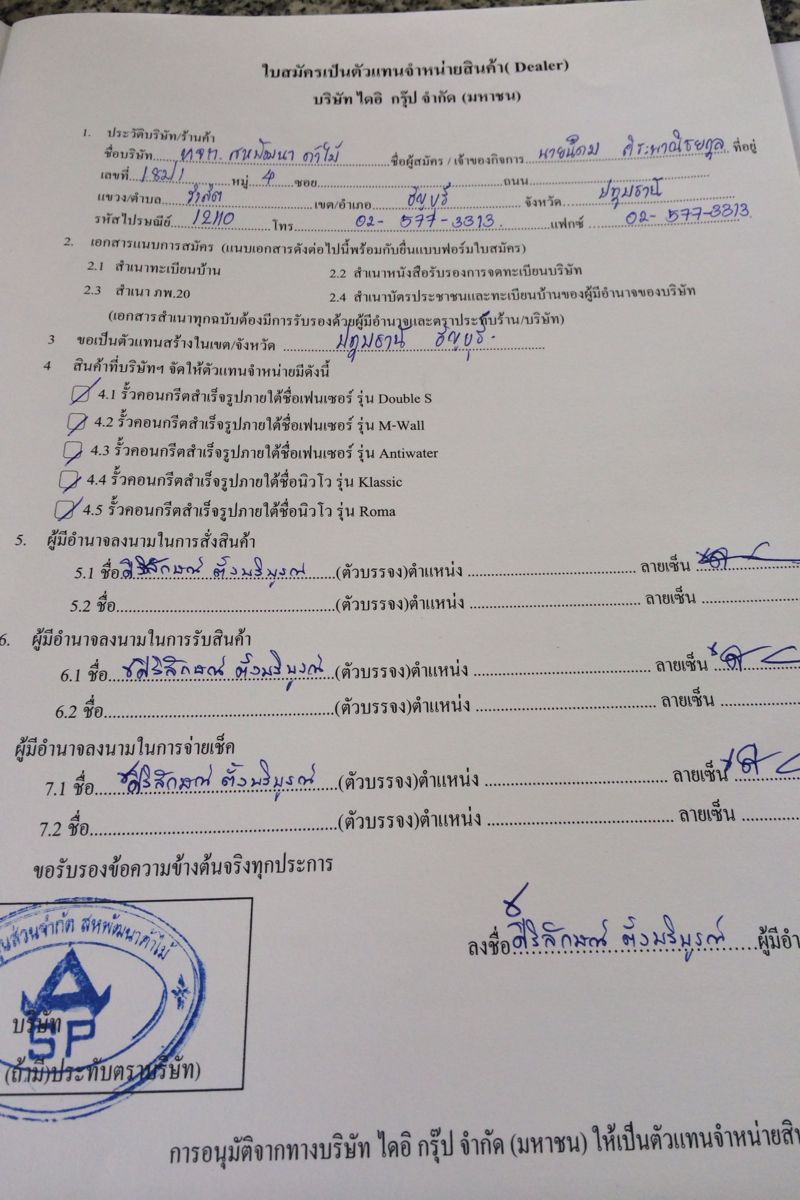 ใบสมัครเป็นตัวแทนจำหน่ายสินค้า( Dealer)
บริษัท ไดอิ กรุ๊ป จำกัด (มหาชน)
1. ประวัติบริษัท/ร้านค้า
ชื่อบริษัท หจก. สหพัฒนา ค้าไม้ ชื่อผู้สมัคร / เจ้าของกิจการ นายนิคม ที่อยู่
เลขที่ 18ม/1 หมู่ 4 ซอย ถนน
แขวง/ตำบล ลำลัต เขต/อำเภอ ธัญบุรี จังหวัด ปทุมธานี
รหัสไปรษณีย์ 12110 โทร 02-577-3313 แฟกซ์ 02-577-3313
2. เอกสารแนบการสมัคร (แนบเอกสารดังต่อไปนี้พร้อมกับยื่นแบบฟอร์มใบสมัคร)
2.1 สำเนาทะเบียนบ้าน 2.2 สำเนาหนังสือรับรองการจดทะเบียนบริษัท
2.3 สำเนา ภพ.20 2.4 สำเนาบัตรประชาชนและทะเบียนบ้านของผู้มีอำนาจของบริษัท
(เอกสารสำเนาทุกฉบับต้องมีการรับรองด้วยผู้มีอำนาจและตราประทับร้าน/บริษัท)
3 ขอเป็นตัวแทนสร้างในเขต/จังหวัด ปทุมธานี ธัญบุรี
4 สินค้าที่บริษัทฯ จัดให้ตัวแทนจำหน่ายมีดังนี้
4.1 รั้วคอนกรีตสำเร็จรูปภายใต้ชื่อเฟนเซอร์ รุ่น Double S
4.2 รั้วคอนกรีตสำเร็จรูปภายใต้ชื่อเฟนเซอร์ รุ่น M-Wall
4.3 รั้วคอนกรีตสำเร็จรูปภายใต้ชื่อเฟนเซอร์ รุ่น Antiwater
4.4 รั้วคอนกรีตสำเร็จรูปภายใต้ชื่อนิวโว รุ่น Klassic
4.5 รั้วคอนกรีตสำเร็จรูปภายใต้ชื่อนิวโว รุ่น Roma
5. ผู้มีอำนาจลงนามในการสั่งสินค้า
5.1 ชื่อ ศิริลักษณ์ ตั้งบริบูรณ์ (ตัวบรรจง)ตำแหน่ง ลายเซ็น
5.2 ชื่อ (ตัวบรรจง)ตำแหน่ง ลายเซ็น
6. ผู้มีอำนาจลงนามในการรับสินค้า
6.1 ชื่อ ศิริลักษณ์ ตั้งบริบูรณ์ (ตัวบรรจง)ตำแหน่ง ลายเซ็น
6.2 ชื่อ (ตัวบรรจง)ตำแหน่ง ลายเซ็น
ผู้มีอำนาจลงนามในการจ่ายเช็ค
7.1 ชื่อ ศิริลักษณ์ ตั้งบริบูรณ์ (ตัวบรรจง)ตำแหน่ง ลายเซ็น
7.2 ชื่อ (ตัวบรรจง)ตำแหน่ง ลายเซ็น
ขอรับรองข้อความข้างต้นจริงทุกประการ
ลงชื่อ ศิริลักษณ์ ตั้งบริบูรณ์ ผู้มีอำ
นส่วนจำกัด สหพัฒนาค้าไม้
SP
บริษัท
(ถ้ามี)ประทับตราบริษัท)
การอนุมัติจากทางบริษัท ไดอิ กรุ๊ป จำกัด (มหาชน) ให้เป็นตัวแทนจำหน่ายสิน